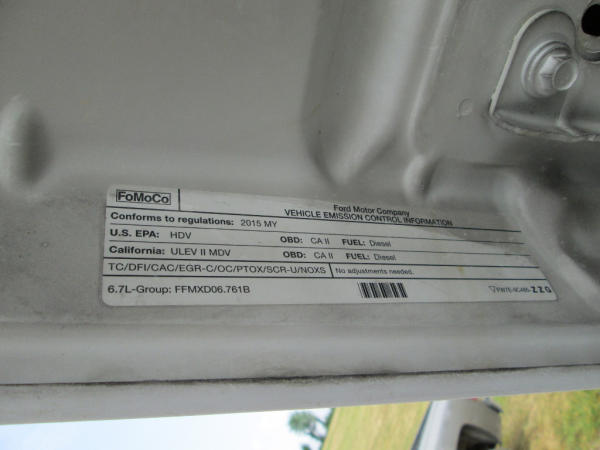 FoMoCo
Ford Motor Company
VEHICLE EMISSION CONTROL INFORMATION
Conforms to regulations: 2015 MY
U.S. EPA: HDV OBD: CA II FUEL: Diesel
California: ULEV II MDV OBD: CA II FUEL: Diesel
TC/DFI/CAC/EGR-C/OC/PTOX/SCR-U/NOXS No adjustments needed.
6.7L-Group: FFMXD06.761B ZZG